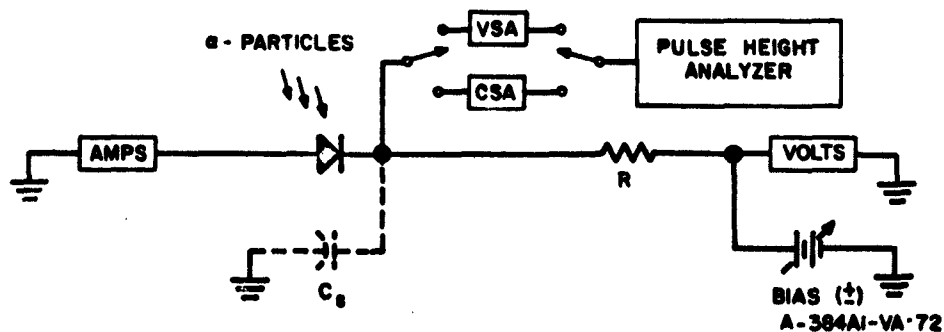 VSA
α - PARTICLES
PULSE HEIGHT
ANALYZER
CSA
AMPS
VOLTS
R
C
BIAS (±)
A-384AI-VA-72